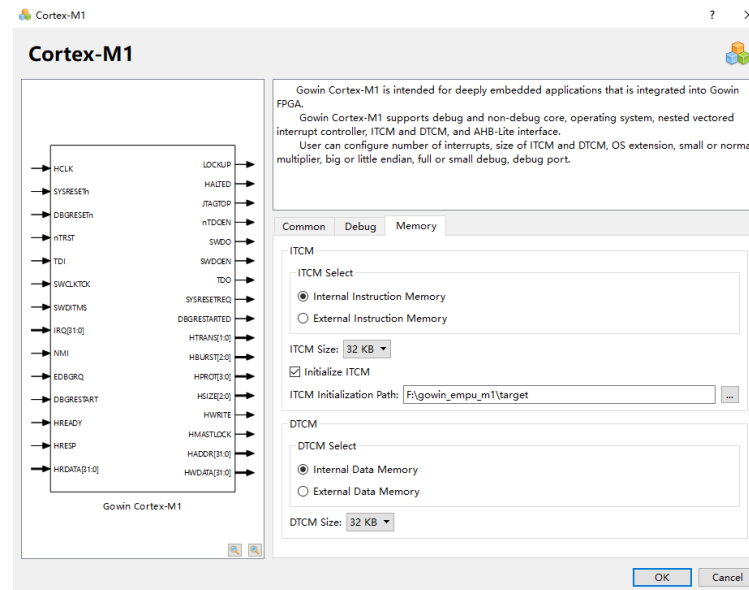 Cortex-M1
?
Cortex-M1
Gowin Cortex-M1 is intended for deeply embedded applications that is integrated into Gowin
FPGA.
Gowin Cortex-M1 supports debug and non-debug core, operating system, nested vectored
interrupt controller, ITCM and DTCM, and AHB-Lite interface.
User can configure number of interrupts, size of ITCM and DTCM, OS extension, small or norma
multiplier, big or little endian, full or small debug, debug port.
HCLK
SYSRESETn
DBGRESETn
nTRST
TDI
SWCLKTCK
SWDITMS
IRQ[31:0]
NMI
EDBGRQ
DBGRESTART
HREADY
HRESP
HRDATA[31:0]
LOCKUP
HALTED
JTAGTOP
nTDOEN
SWDO
SWDOEN
TDO
SYSRESETREQ
DBGRESTARTED
HTRANS[1:0]
HBURST[2:0]
HPROT[3:0]
HSIZE[2:0]
HWRITE
HMASTLOCK
HADDR[31:0]
HWDATA[31:0]
Gowin Cortex-M1
Common Debug Memory
ITCM
ITCM Select
Internal Instruction Memory
External Instruction Memory
ITCM Size: 32 KB
Initialize ITCM
ITCM Initialization Path: F:\gowin_empu_m1\target ...
DTCM
DTCM Select
Internal Data Memory
External Data Memory
DTCM Size: 32 KB
OK Cancel